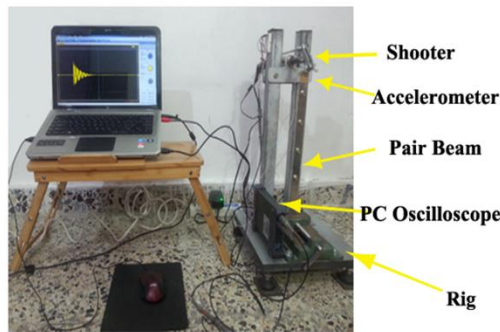 Shooter
Accelerometer
Pair Beam
PC Oscilloscope
Rig